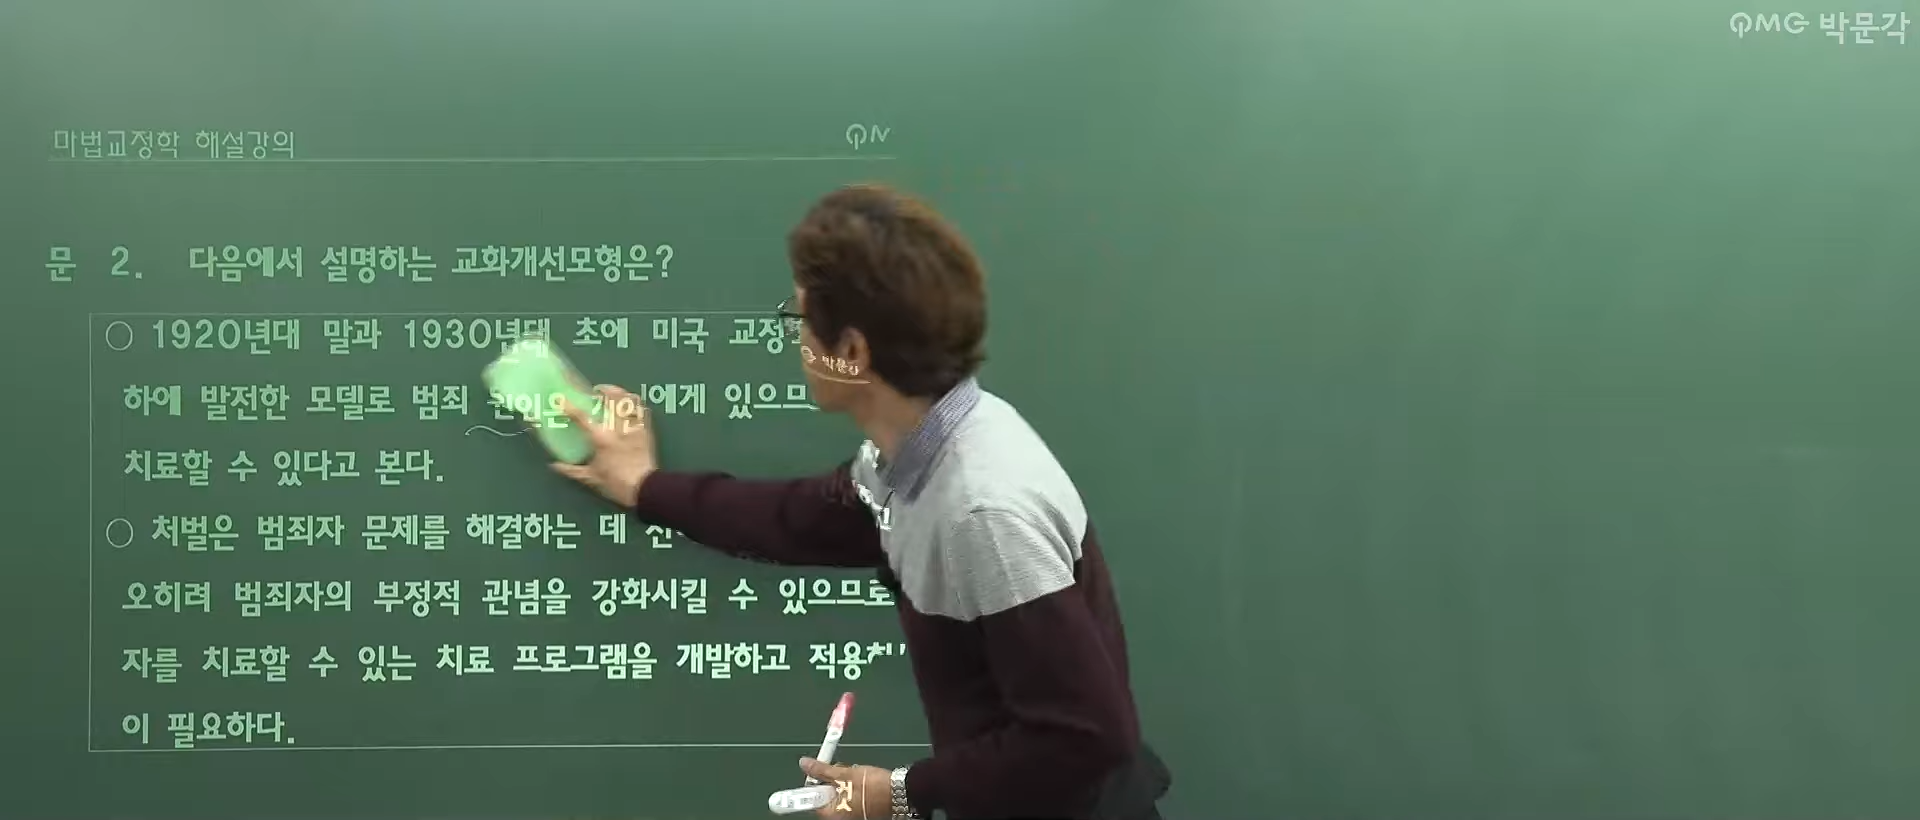 PMG 박문각
마법교정학 해설강의
문 2. 다음에서 설명하는 교화개선모형은?
○ 1920년대 말과 1930년대 초에 미국 교정
하에 발전한 모델로 범죄 원인은 개인에게 있으므
치료할 수 있다고 본다.
○ 처벌은 범죄자 문제를 해결하는 데
오히려 범죄자의 부정적 관념을 강화시킬 수 있으므로
자를 치료할 수 있는 치료 프로그램을 개발하고
이 필요하다.
박문각
것